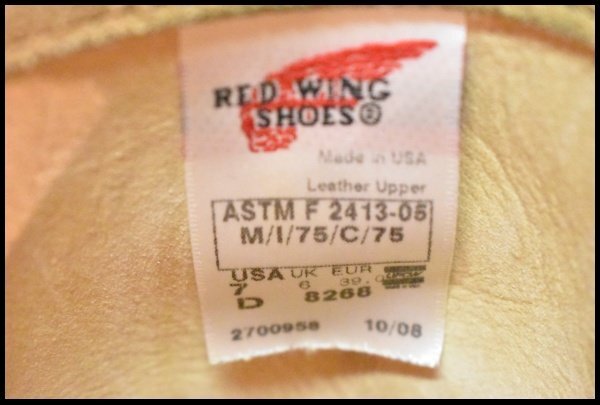 RED WING
SHOES®
Made in USA
Leather Upper
ASTM F 2413-05
M/I/75/C/75
USA UK EUR
7 6 39.0
D 8268
2700958 10/08